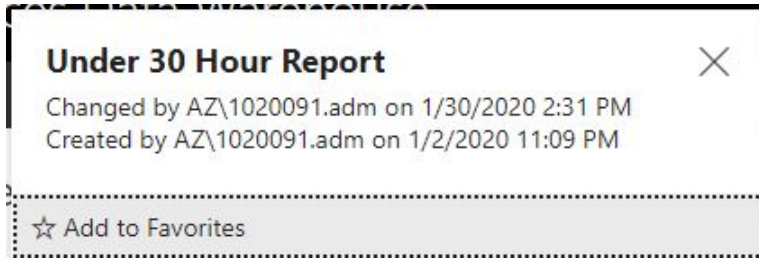 Under 30 Hour Report
Changed by AZ\1020091.adm on 1/30/2020 2:31 PM
Created by AZ\1020091.adm on 1/2/2020 11:09 PM
Add to Favorites